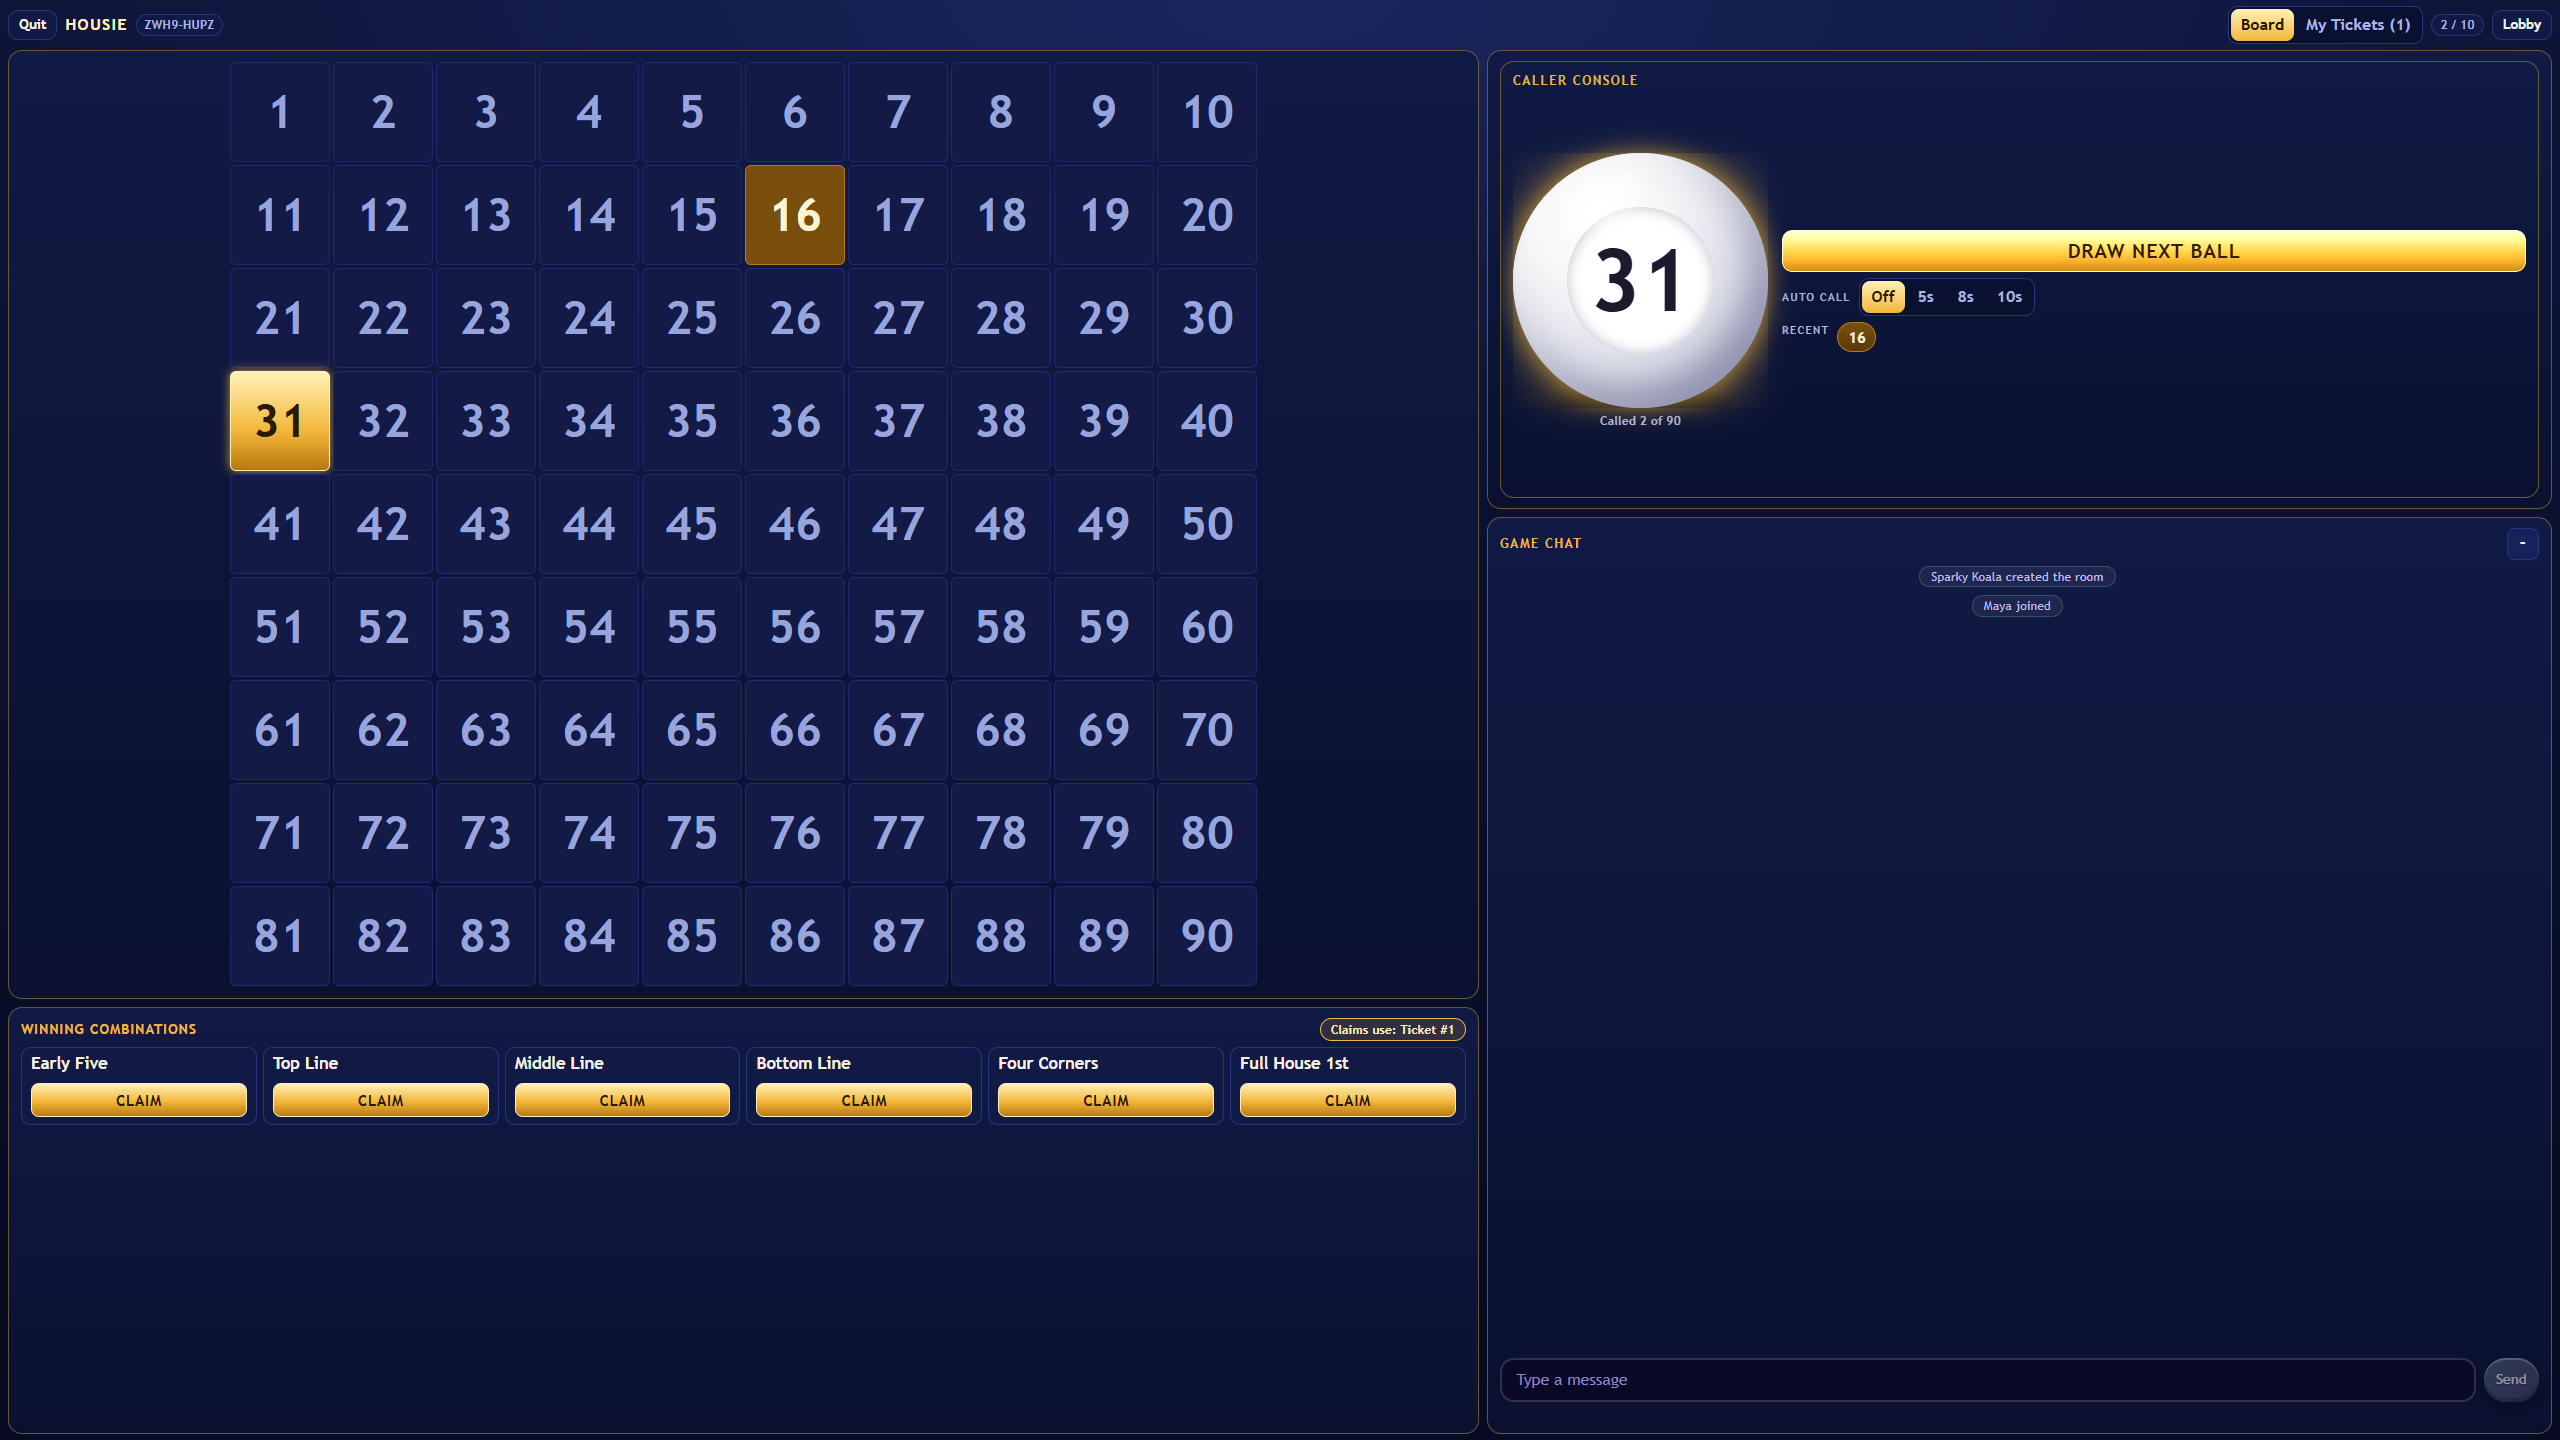 Quit HOUSIE ZWH9-HUPZ Board My Tickets (1) 2 / 10 Lobby
1 2 3 4 5 6 7 8 9 10
11 12 13 14 15 16 17 18 19 20
21 22 23 24 25 26 27 28 29 30
31 32 33 34 35 36 37 38 39 40
41 42 43 44 45 46 47 48 49 50
51 52 53 54 55 56 57 58 59 60
61 62 63 64 65 66 67 68 69 70
71 72 73 74 75 76 77 78 79 80
81 82 83 84 85 86 87 88 89 90
WINNING COMBINATIONS Claims use: Ticket #1
Early Five Top Line Middle Line Bottom Line Four Corners Full House 1st
CLAIM CLAIM CLAIM CLAIM CLAIM CLAIM
CALLER CONSOLE
31
Called 2 of 90
DRAW NEXT BALL
AUTO CALL Off 5s 8s 10s
RECENT 16
GAME CHAT -
Sparky Koala created the room
Maya joined
Type a message Send